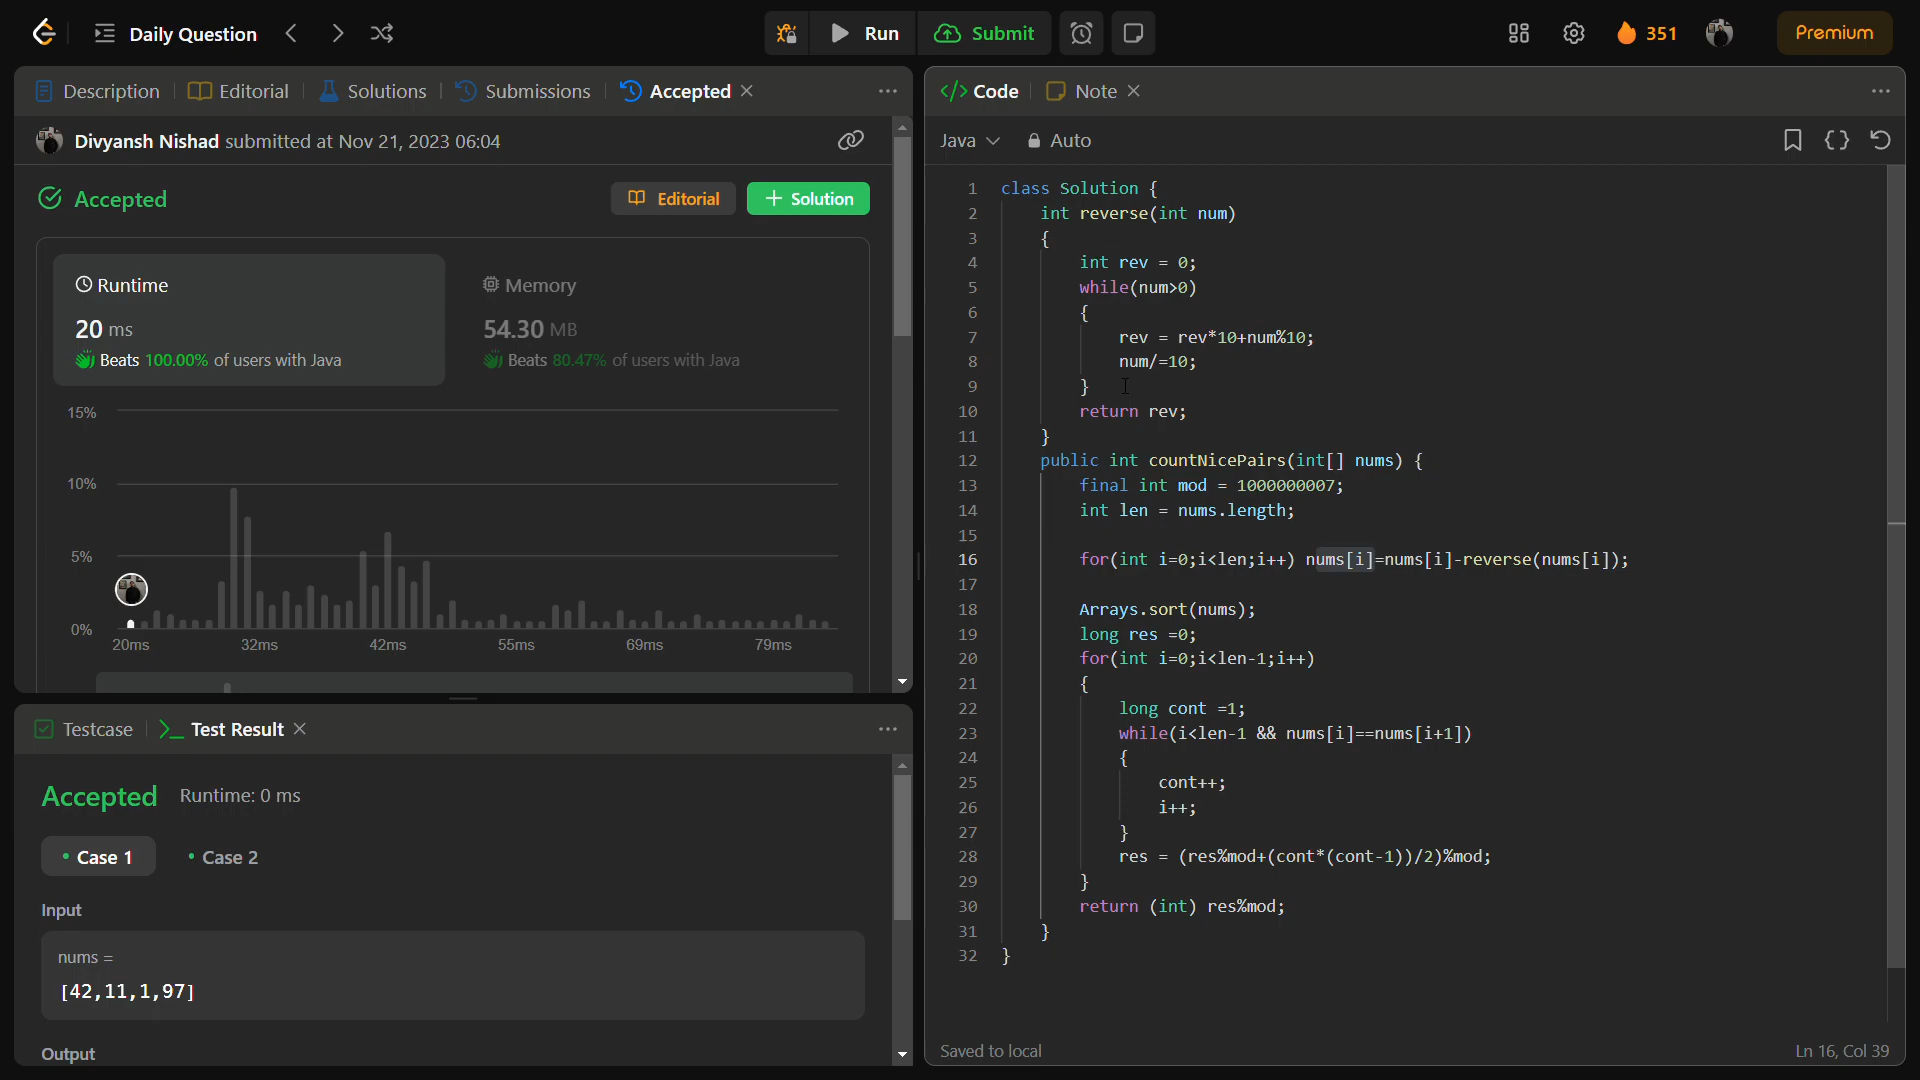 Daily Question
Run
Submit
351
Premium
Description
Editorial
Solutions
Submissions
Accepted
Divyansh Nishad submitted at Nov 21, 2023 06:04
Accepted
Editorial
Solution
Runtime
20 ms
Beats 100.00% of users with Java
Memory
54.30 MB
Beats 80.47% of users with Java
15%
10%
5%
0%
20ms 32ms 42ms 55ms 69ms 79ms
Testcase
Test Result
Accepted Runtime: 0 ms
• Case 1 • Case 2
Input
nums =
[42,11,1,97]
Output
</> Code
Note
Java
Auto
1 class Solution {
2 int reverse(int num)
3 {
4 int rev = 0;
5 while(num>0)
6 {
7 rev = rev*10+num%10;
8 num/=10;
9 }
10 return rev;
11 }
12 public int countNicePairs(int[] nums) {
13 final int mod = 1000000007;
14 int len = nums.length;
15
16 for(int i=0;i<len;i++) nums[i]=nums[i]-reverse(nums[i]);
17
18 Arrays.sort(nums);
19 long res =0;
20 for(int i=0;i<len-1;i++)
21 {
22 long cont =1;
23 while(i<len-1 && nums[i]==nums[i+1])
24 {
25 cont++;
26 i++;
27 }
28 res = (res%mod+(cont*(cont-1))/2)%mod;
29 }
30 return (int) res%mod;
31 }
32 }
Saved to local
Ln 16, Col 39